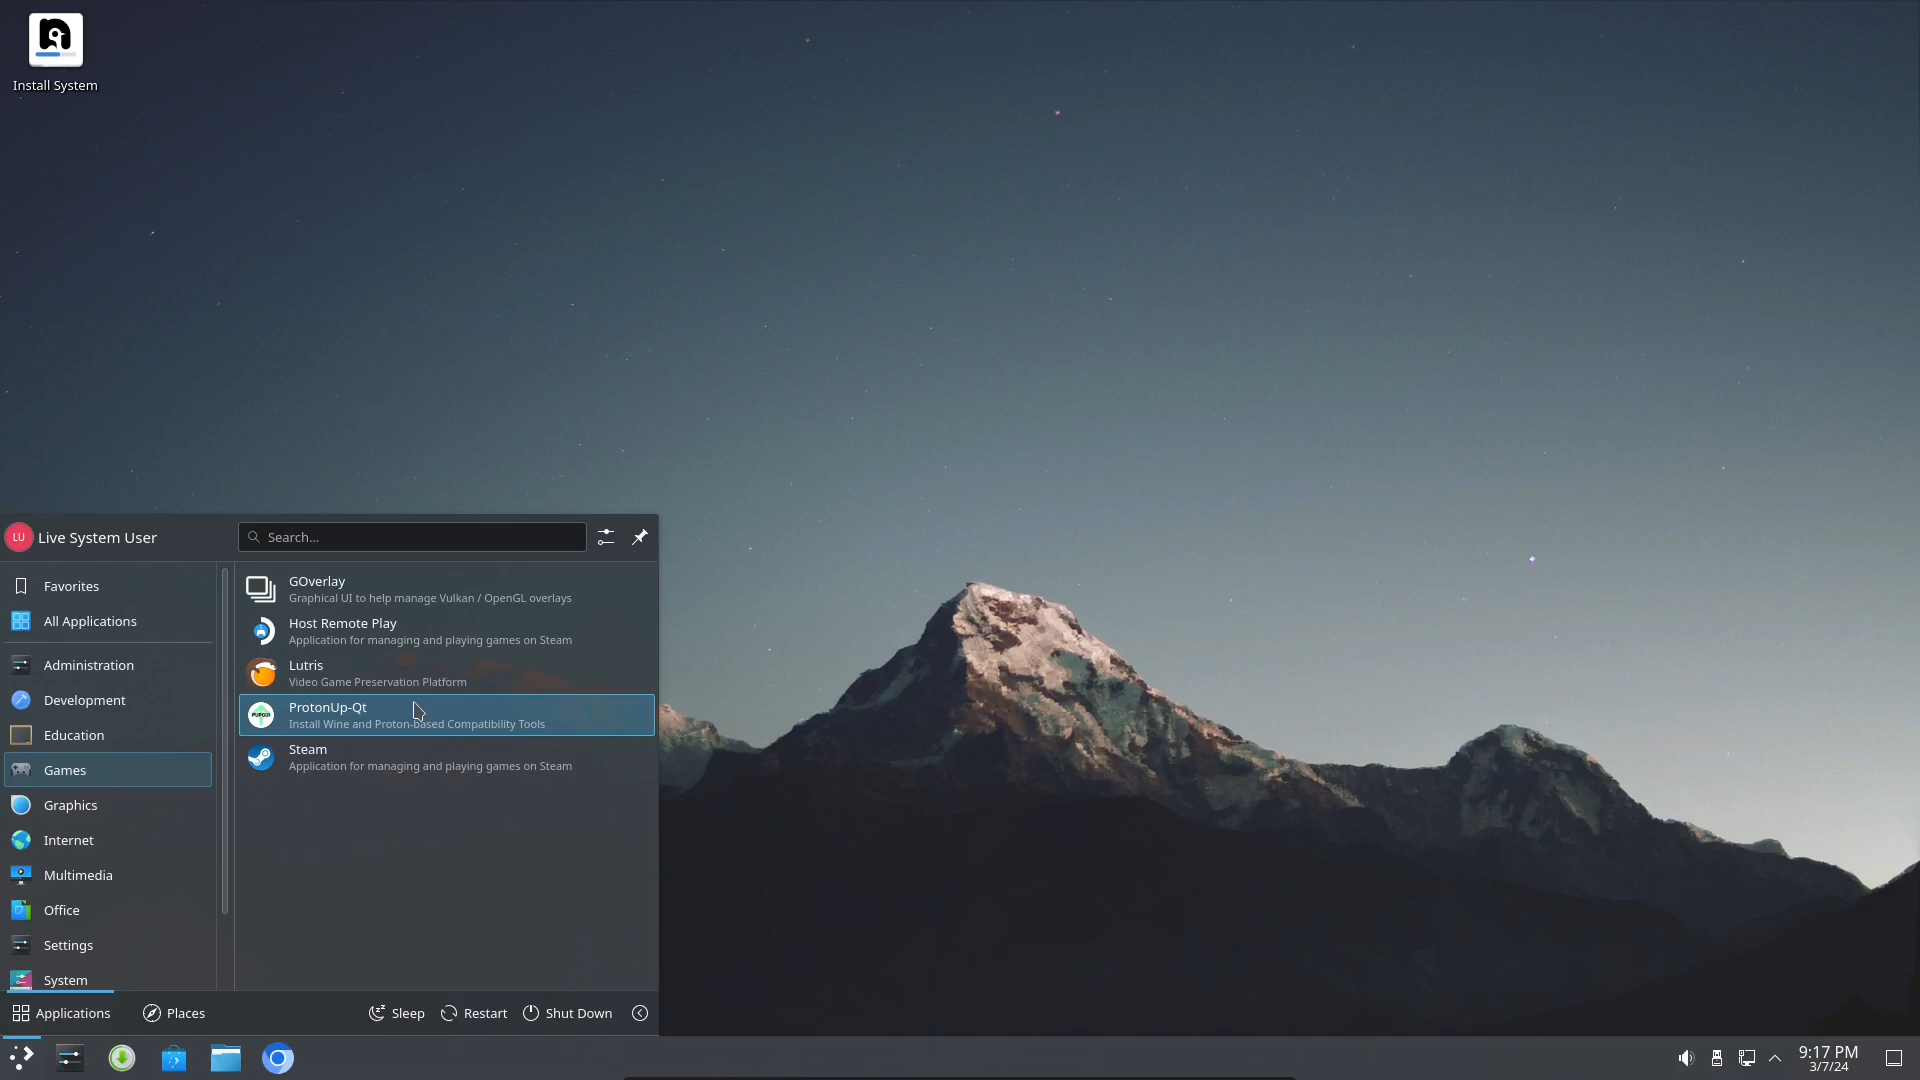 Install System
LU
Live System User
Search...
Favorites
All Applications
Administration
Development
Education
Games
Graphics
Internet
Multimedia
Office
Settings
System
GOverlay
Graphical UI to help manage Vulkan / OpenGL overlays
Host Remote Play
Application for managing and playing games on Steam
Lutris
Video Game Preservation Platform
ProtonUp-Qt
Install Wine and Proton-based Compatibility Tools
Steam
Application for managing and playing games on Steam
Applications
Places
Sleep
Restart
Shut Down
9:17 PM
3/7/24